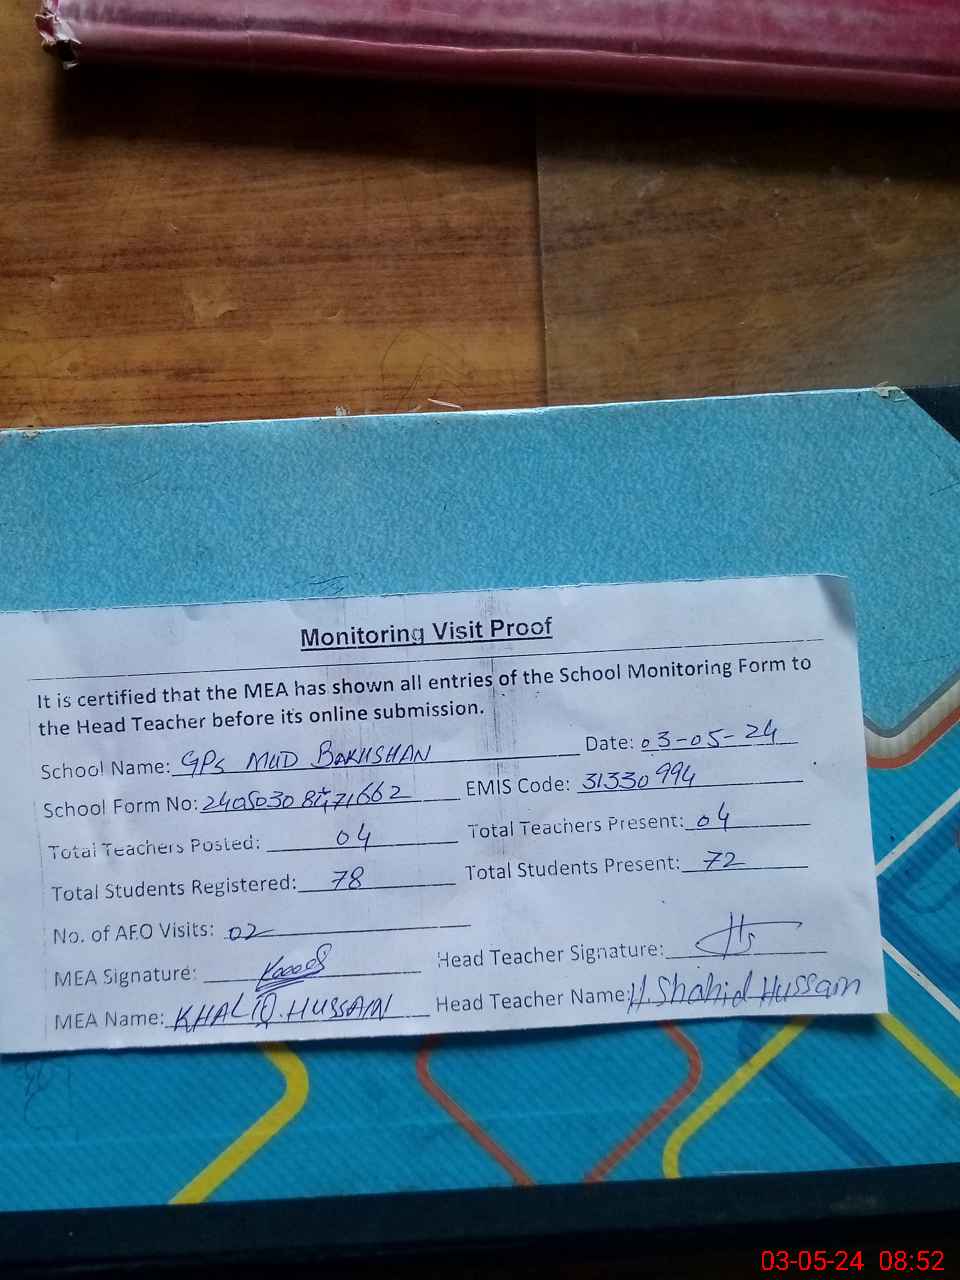 Monitoring Visit Proof
It is certified that the MEA has shown all entries of the School Monitoring Form to
the Head Teacher before its online submission.
School Name: GPS MUD BAKHSHAN Date: 03-05-24
School Form No: EMIS Code: 31330994
Total Teachers Posted: 04 Total Teachers Present: 04
Total Students Registered: 78 Total Students Present: 72
No. of AEO Visits: 02
MEA Signature: Head Teacher Signature:
MEA Name: KHALIQ. HUSSAIN Head Teacher Name: H. Shahid Hussain
03-05-24 08:52